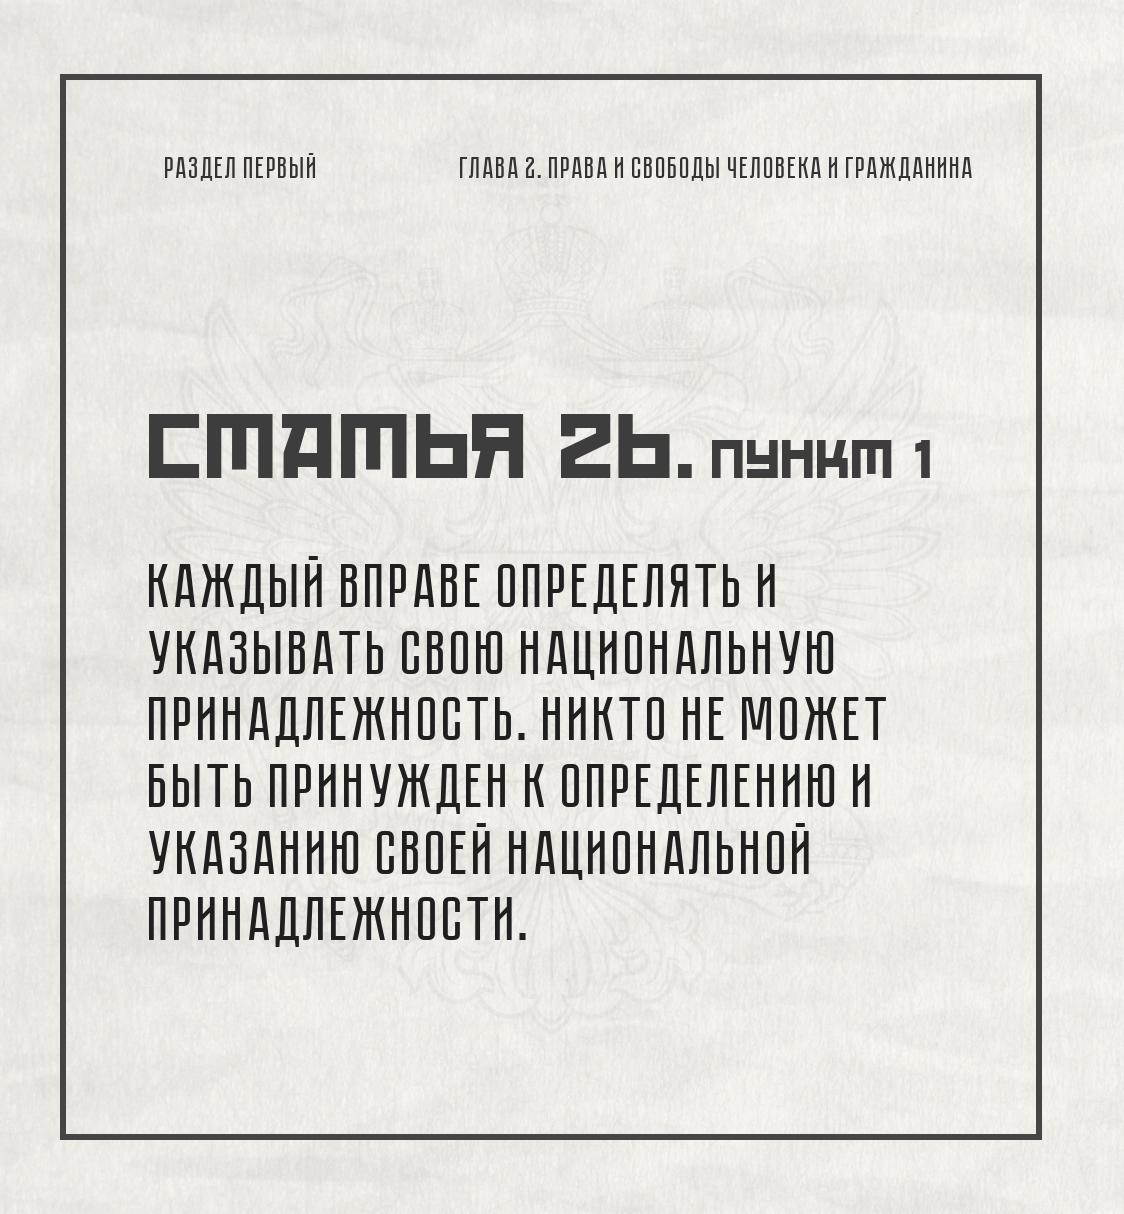 РАЗДЕЛ ПЕРВЫЙ
ГЛАВА 2. ПРАВА И СВОБОДЫ ЧЕЛОВЕКА И ГРАЖДАНИНА
СТАТЬЯ 26. ПУНКТ 1
КАЖДЫЙ ВПРАВЕ ОПРЕДЕЛЯТЬ И
УКАЗЫВАТЬ СВОЮ НАЦИОНАЛЬНУЮ
ПРИНАДЛЕЖНОСТЬ. НИКТО НЕ МОЖЕТ
БЫТЬ ПРИНУЖДЕН К ОПРЕДЕЛЕНИЮ И
УКАЗАНИЮ СВОЕЙ НАЦИОНАЛЬНОЙ
ПРИНАДЛЕЖНОСТИ.